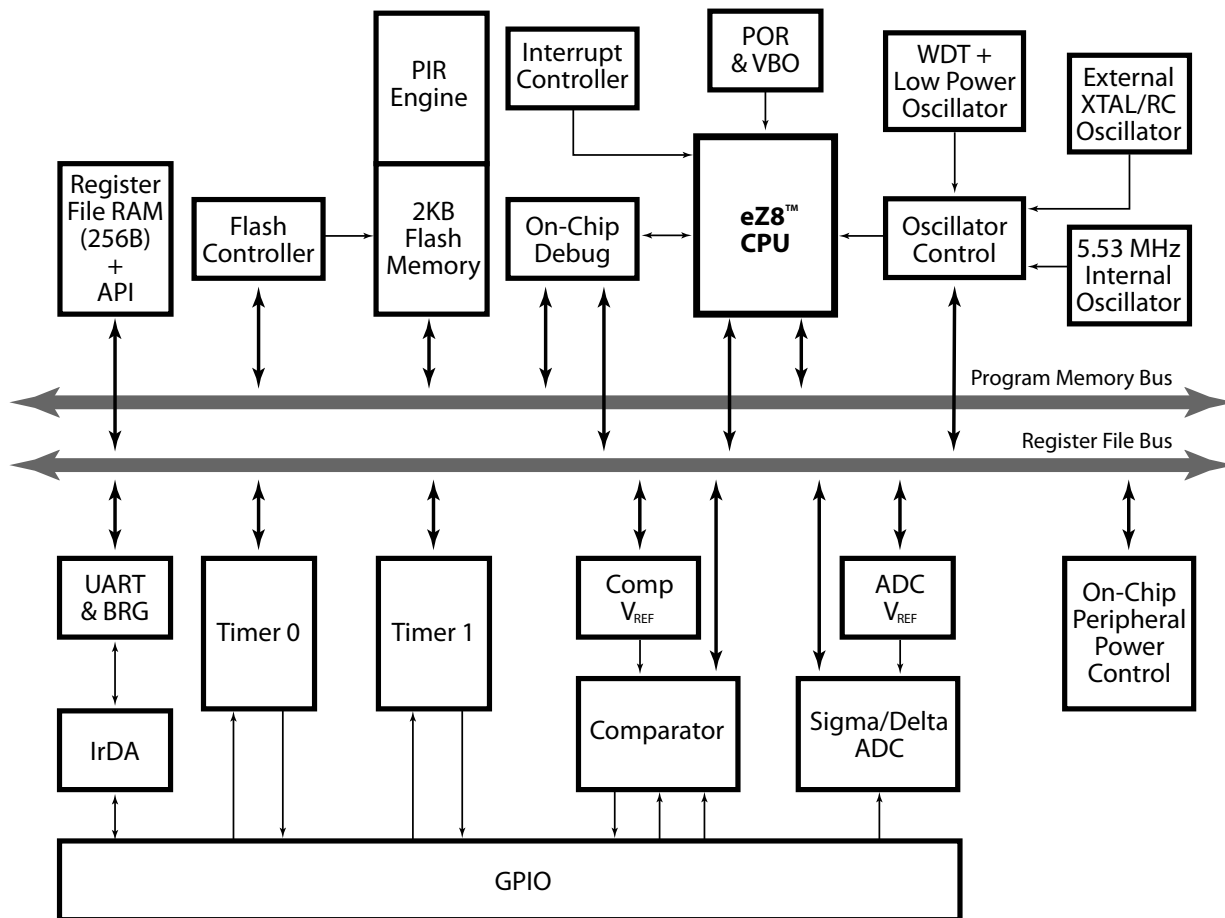 PIR
Engine
Interrupt
Controller
POR
& VBO
WDT +
Low Power
Oscillator
External
XTAL/RC
Oscillator
Register
File RAM
(256B)
+
API
Flash
Controller
2KB
Flash
Memory
On-Chip
Debug
eZ8™
CPU
Oscillator
Control
5.53 MHz
Internal
Oscillator
Program Memory Bus
Register File Bus
UART
& BRG
Timer 0
Timer 1
Comp
VREF
ADC
VREF
On-Chip
Peripheral
Power
Control
IrDA
Comparator
Sigma/Delta
ADC
GPIO